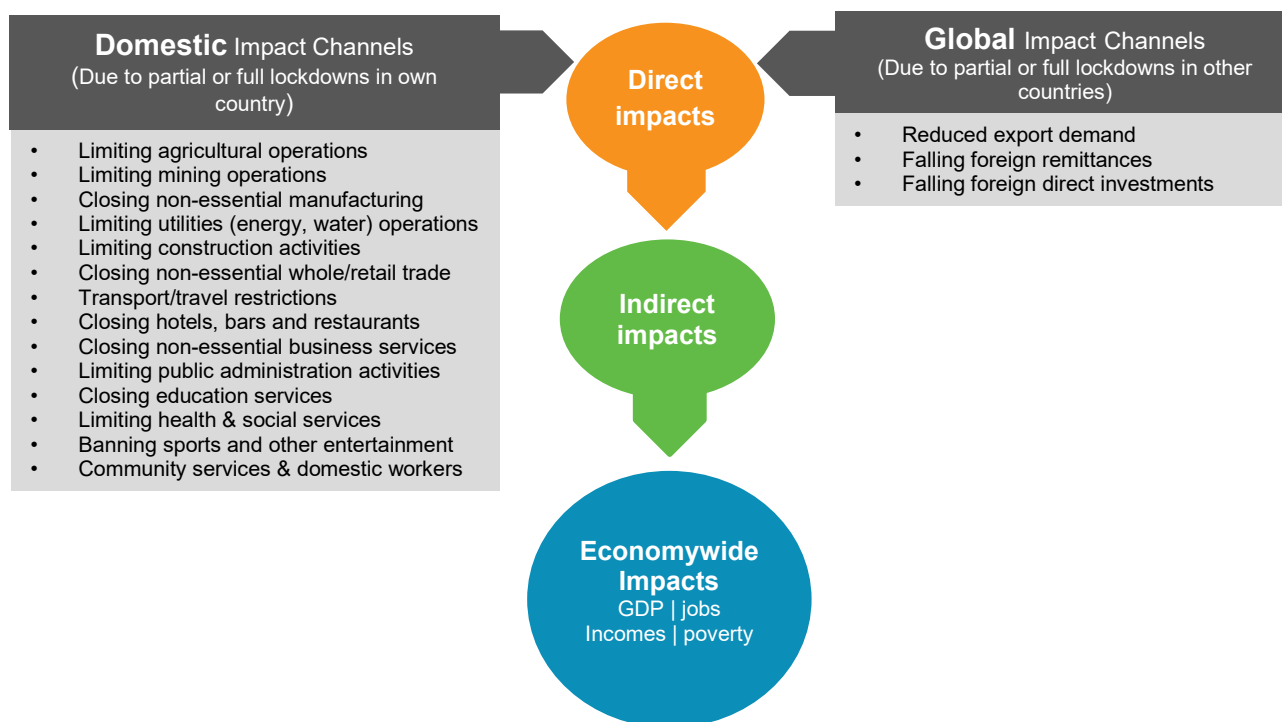 Domestic Impact Channels
(Due to partial or full lockdowns in own
country)
• Limiting agricultural operations
• Limiting mining operations
• Closing non-essential manufacturing
• Limiting utilities (energy, water) operations
• Limiting construction activities
• Closing non-essential whole/retail trade
• Transport/travel restrictions
• Closing hotels, bars and restaurants
• Closing non-essential business services
• Limiting public administration activities
• Closing education services
• Limiting health & social services
• Banning sports and other entertainment
• Community services & domestic workers
Direct
impacts
Global Impact Channels
(Due to partial or full lockdowns in other
countries)
• Reduced export demand
• Falling foreign remittances
• Falling foreign direct investments
Indirect
impacts
Economywide
Impacts
GDP | jobs
Incomes | poverty